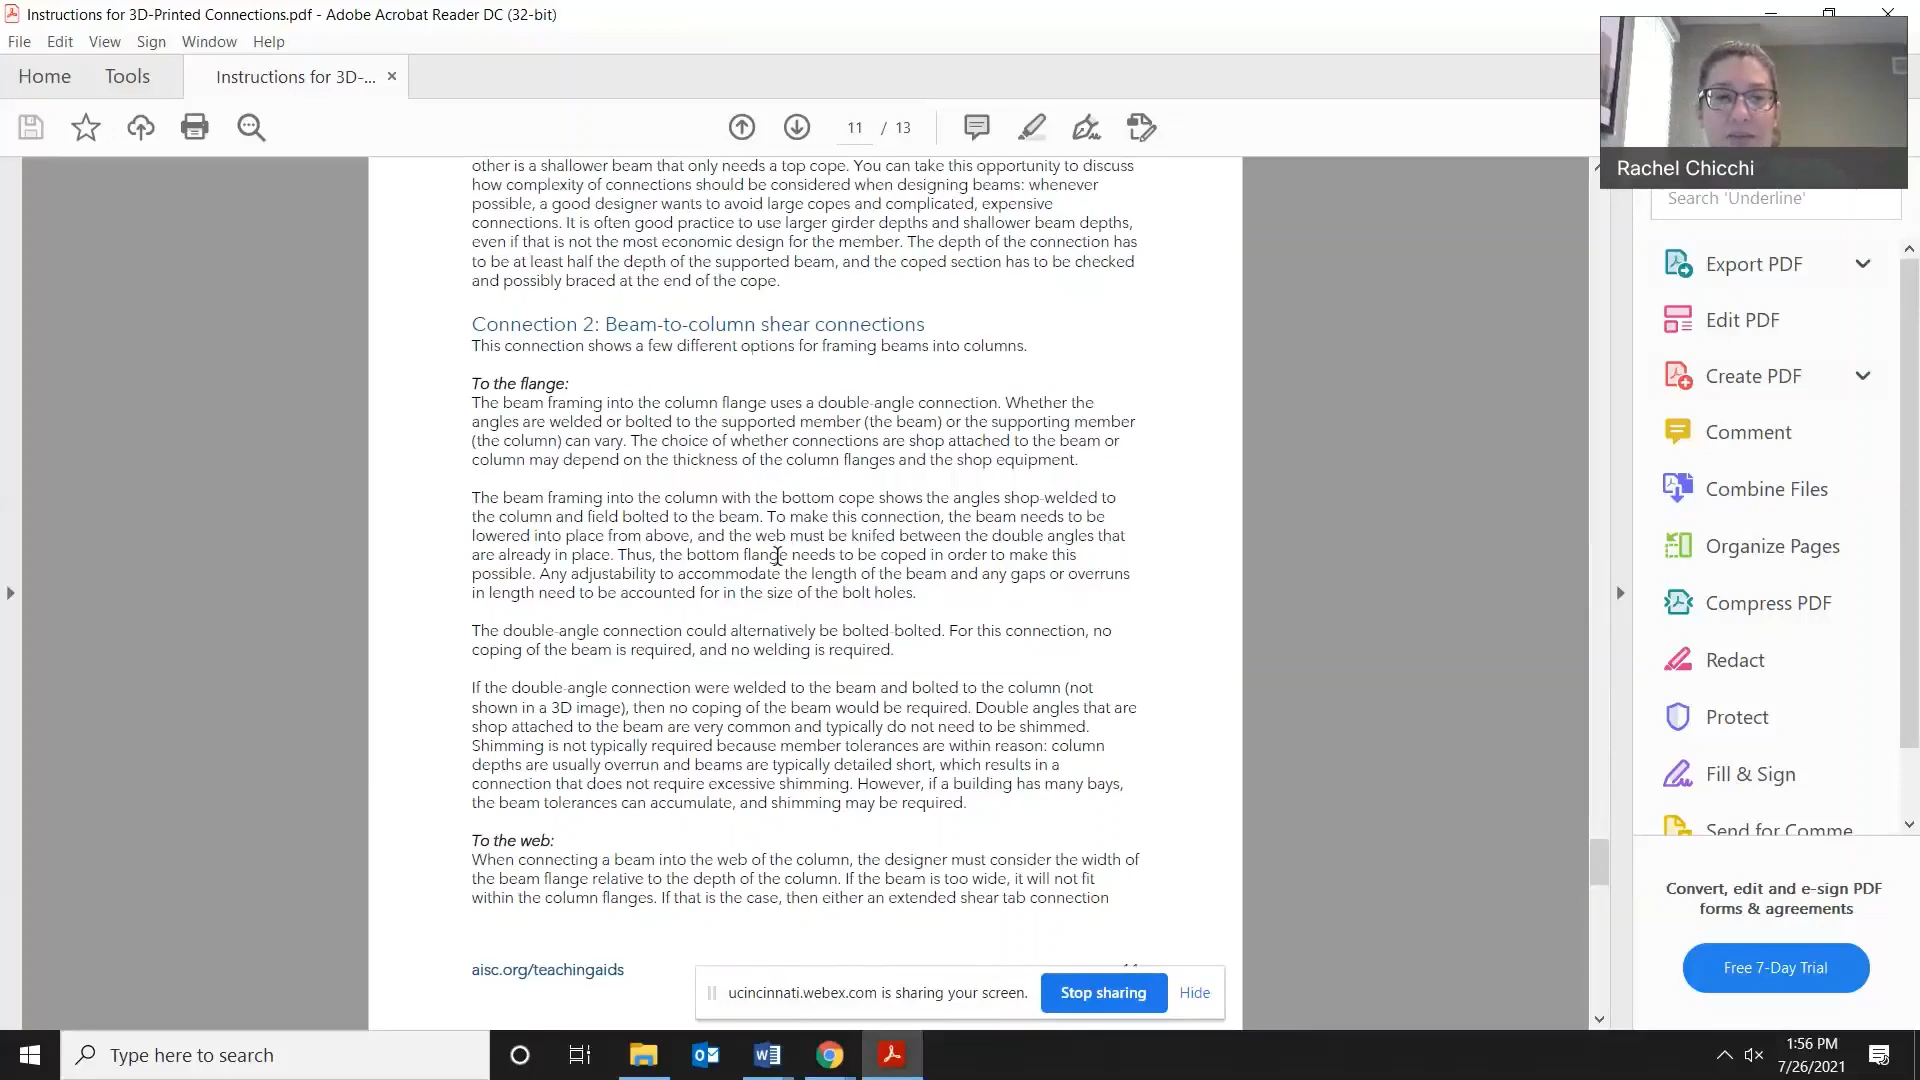 Instructions for 3D-Printed Connections.pdf - Adobe Acrobat Reader DC (32-bit)
File Edit View Sign Window Help
Home Tools Instructions for 3D-... ×
11 / 13
Rachel Chicchi
Search 'Underline'
other is a shallower beam that only needs a top cope. You can take this opportunity to discuss
how complexity of connections should be considered when designing beams: whenever
possible, a good designer wants to avoid large copes and complicated, expensive
connections. It is often good practice to use larger girder depths and shallower beam depths,
even if that is not the most economic design for the member. The depth of the connection has
to be at least half the depth of the supported beam, and the coped section has to be checked
and possibly braced at the end of the cope.
Connection 2: Beam-to-column shear connections
This connection shows a few different options for framing beams into columns.
To the flange:
The beam framing into the column flange uses a double-angle connection. Whether the
angles are welded or bolted to the supported member (the beam) or the supporting member
(the column) can vary. The choice of whether connections are shop attached to the beam or
column may depend on the thickness of the column flanges and the shop equipment.
The beam framing into the column with the bottom cope shows the angles shop-welded to
the column and field bolted to the beam. To make this connection, the beam needs to be
lowered into place from above, and the web must be knifed between the double angles that
are already in place. Thus, the bottom flange needs to be coped in order to make this
possible. Any adjustability to accommodate the length of the beam and any gaps or overruns
in length need to be accounted for in the size of the bolt holes.
The double-angle connection could alternatively be bolted-bolted. For this connection, no
coping of the beam is required, and no welding is required.
If the double-angle connection were welded to the beam and bolted to the column (not
shown in a 3D image), then no coping of the beam would be required. Double angles that are
shop attached to the beam are very common and typically do not need to be shimmed.
Shimming is not typically required because member tolerances are within reason: column
depths are usually overrun and beams are typically detailed short, which results in a
connection that does not require excessive shimming. However, if a building has many bays,
the beam tolerances can accumulate, and shimming may be required.
To the web:
When connecting a beam into the web of the column, the designer must consider the width of
the beam flange relative to the depth of the column. If the beam is too wide, it will not fit
within the column flanges. If that is the case, then either an extended shear tab connection
aisc.org/teachingaids
Export PDF
Edit PDF
Create PDF
Comment
Combine Files
Organize Pages
Compress PDF
Redact
Protect
Fill & Sign
Send for Comme
Convert, edit and e-sign PDF
forms & agreements
Free 7-Day Trial
ucincinnati.webex.com is sharing your screen. Stop sharing Hide
Type here to search
1:56 PM
7/26/2021